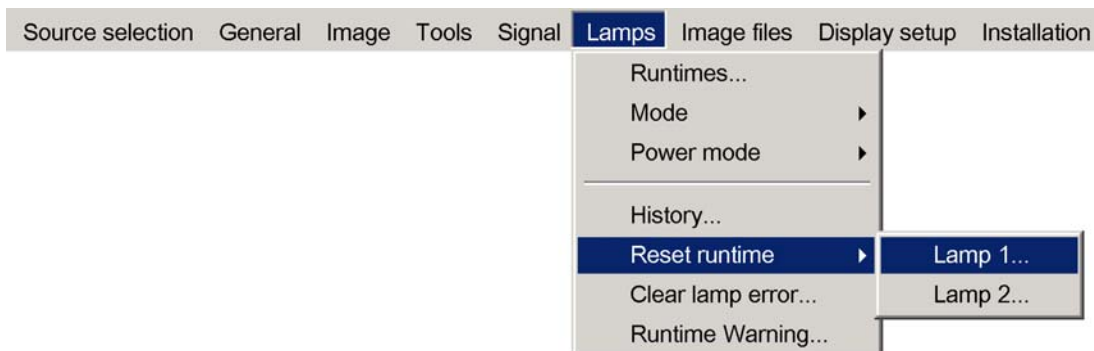 Source selection General Image Tools Signal Lamps Image files Display setup Installation
Runtimes...
Mode
Power mode
History...
Reset runtime Lamp 1...
Clear lamp error... Lamp 2...
Runtime Warning...